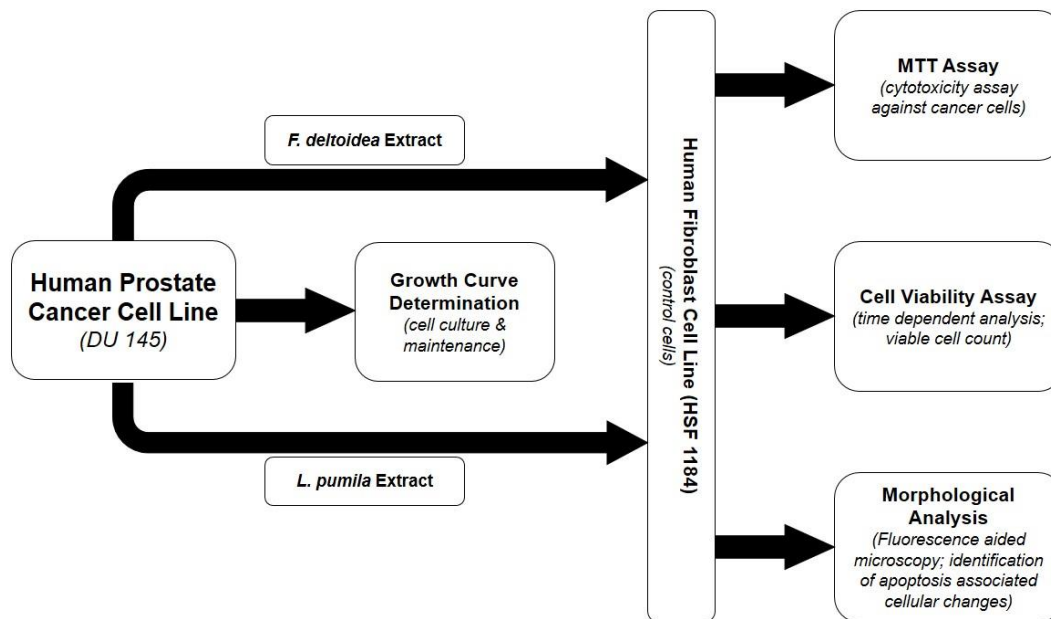 F. deltoidea Extract
Human Prostate
Cancer Cell Line
(DU 145)
Growth Curve
Determination
(cell culture &
maintenance)
L. pumila Extract
Human Fibroblast Cell Line (HSF 1184)
(control cells)
MTT Assay
(cytotoxicity assay
against cancer cells)
Cell Viability Assay
(time dependent analysis;
viable cell count)
Morphological
Analysis
(Fluorescence aided
microscopy; identification
of apoptosis associated
cellular changes)